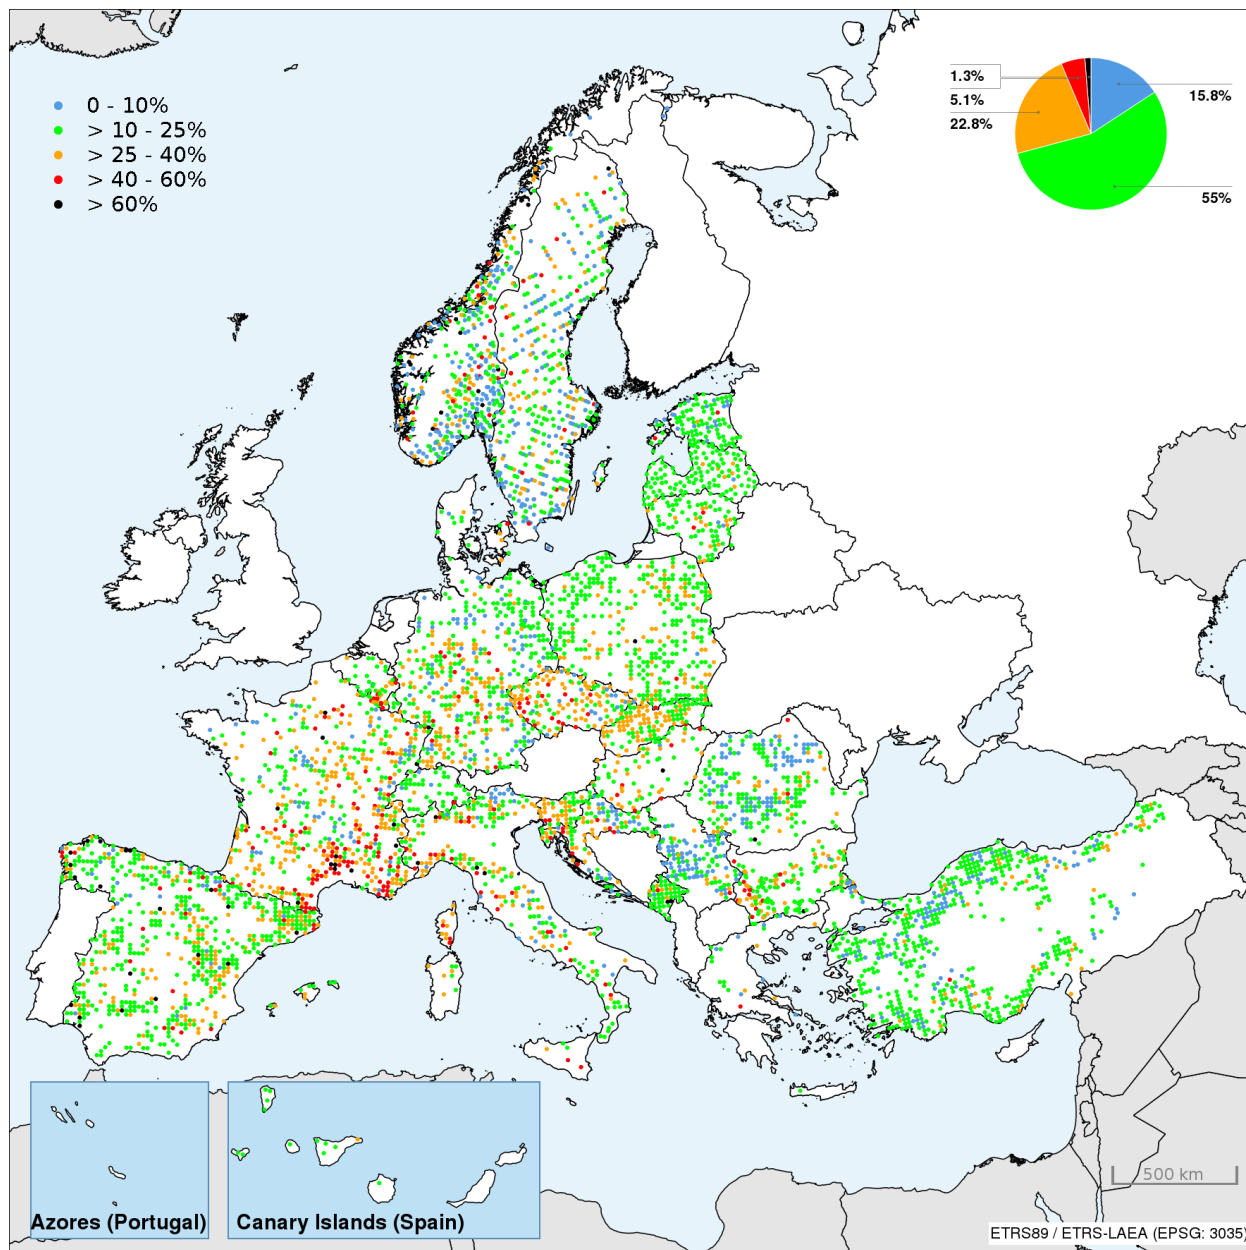 0 - 10%
> 10 - 25%
> 25 - 40%
> 40 - 60%
> 60%
1.3%
5.1%
22.8%
15.8%
55%
500 km
Azores (Portugal)
Canary Islands (Spain)
ETRS89 / ETRS-LAEA (EPSG: 3035)